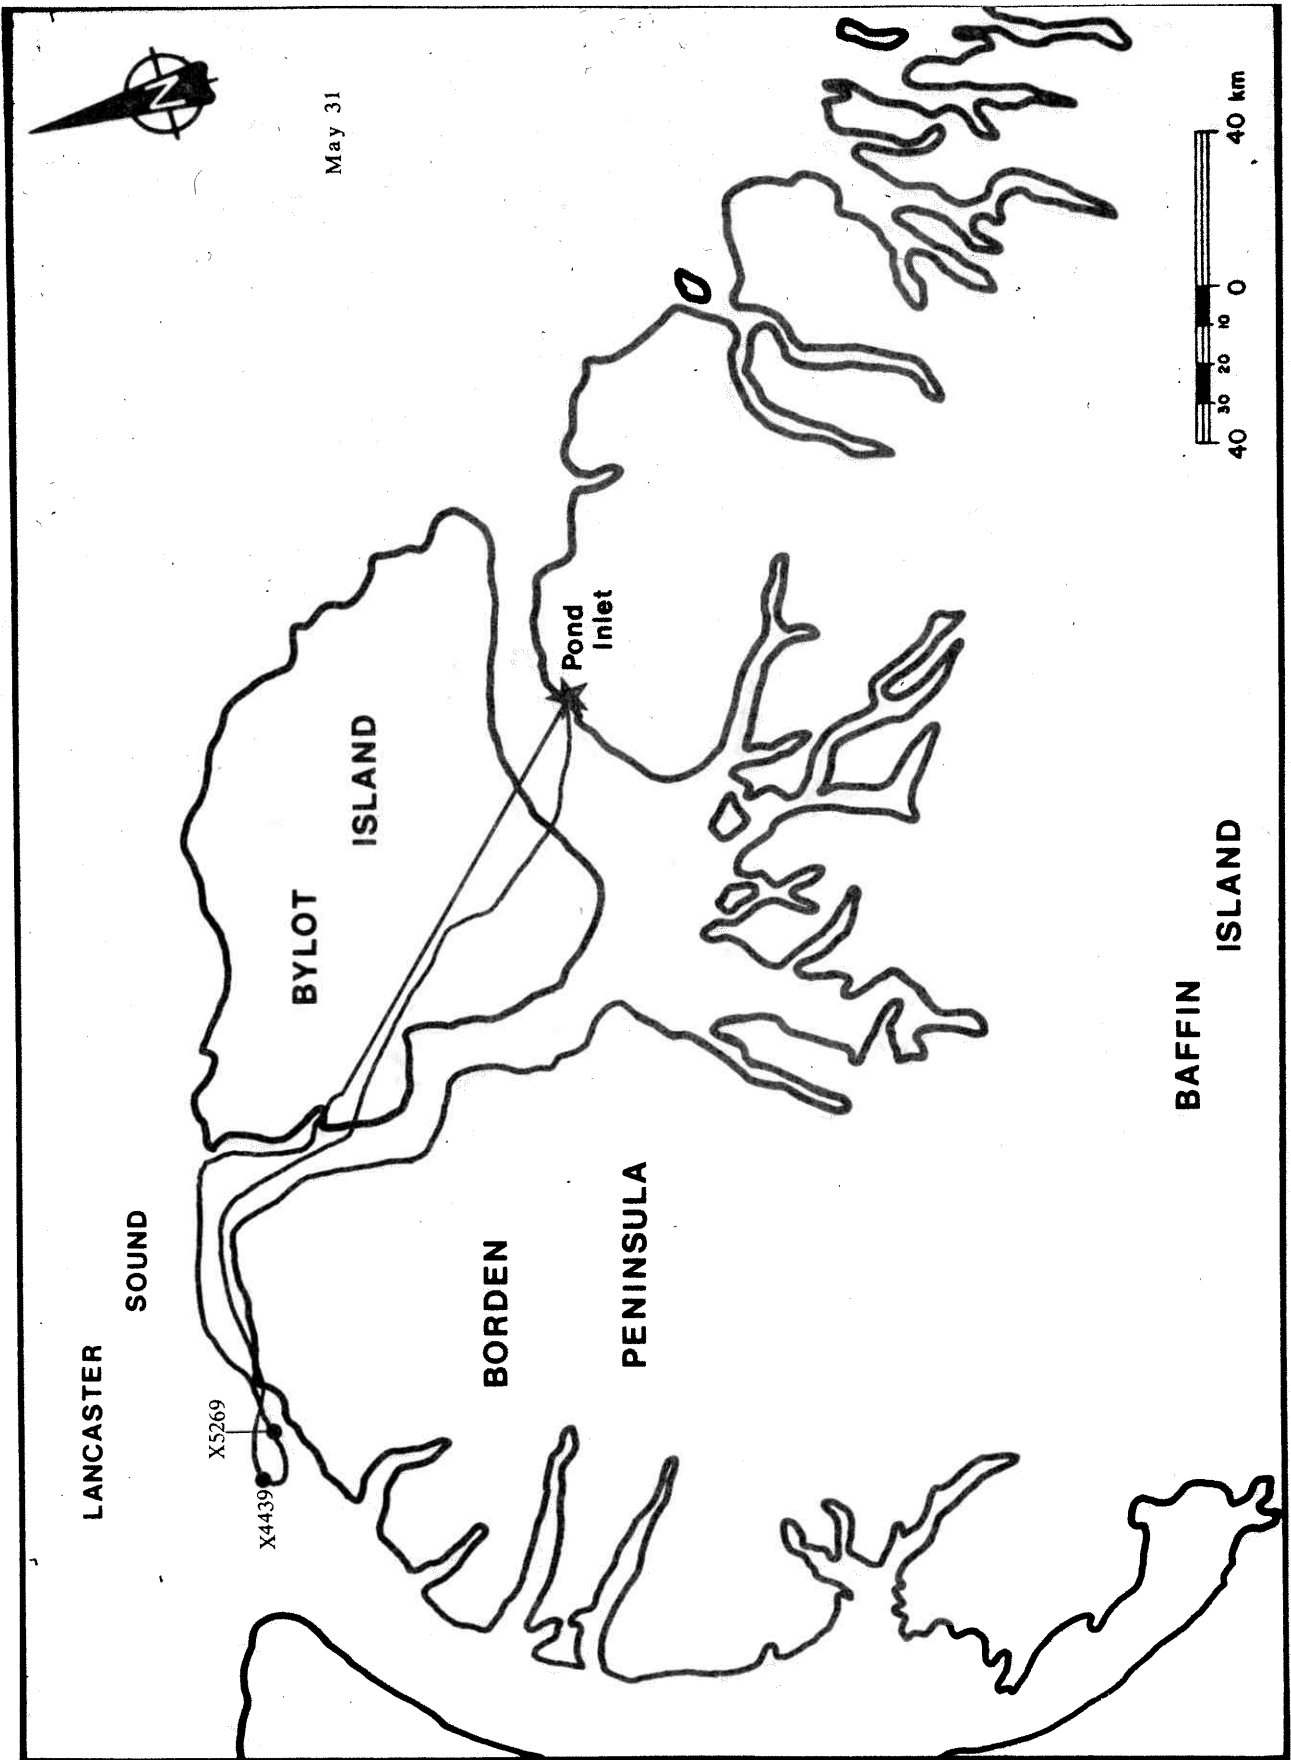 N
May 31
LANCASTER
SOUND
X4439
X5269
BYLOT
ISLAND
BORDEN
PENINSULA
Pond
Inlet
BAFFIN
ISLAND
40 30 20 10 0 40 km